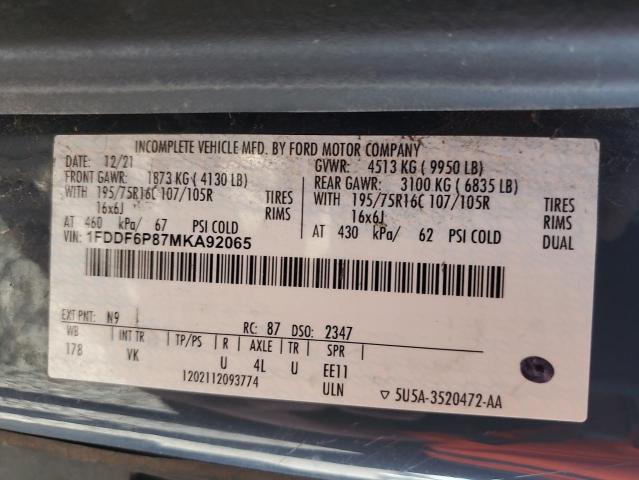 INCOMPLETE VEHICLE MFD. BY FORD MOTOR COMPANY
DATE: 12/21 GVWR: 4513 KG ( 9950 LB)
FRONT GAWR: 1873 KG ( 4130 LB) REAR GAWR: 3100 KG ( 6835 LB)
WITH 195/75R16C 107/105R TIRES WITH 195/75R16C 107/105R TIRES
16x6J RIMS 16x6J RIMS
AT 460 kPa/ 67 PSI COLD AT 430 kPa/ 62 PSI COLD DUAL
VIN: 1FDDF6P87MKA92065
EXT PNT: N9 RC: 87 DSO: 2347
WB INT TR TP/PS R AXLE TR SPR
178 VK U 4L U EE11
1202112093774 ULN ▽ 5U5A-3520472-AA